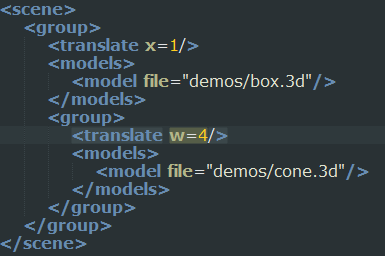 <scene>
<group>
<translate x=1/>
<models>
<model file="demos/box.3d"/>
</models>
<group>
<translate w=4/>
<models>
<model file="demos/cone.3d"/>
</models>
</group>
</group>
</scene>